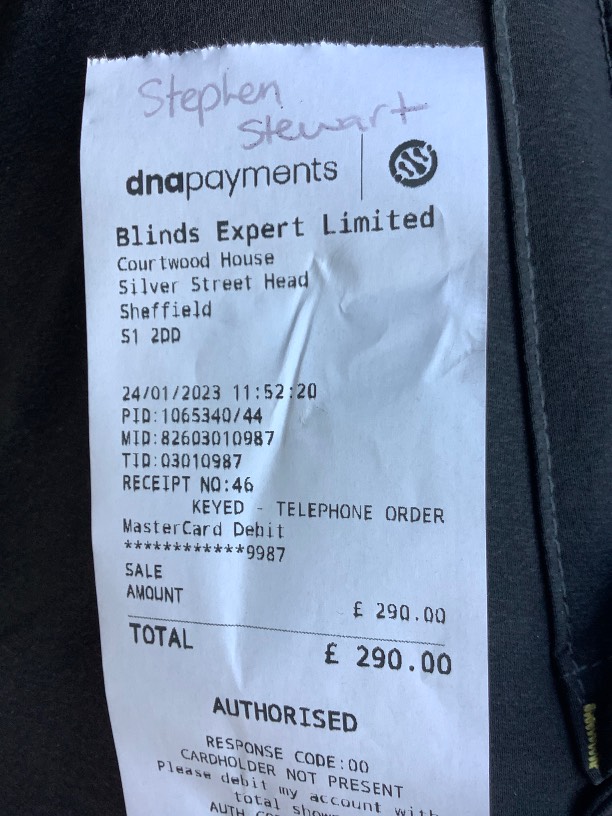 Stephen
Stewart
dnapayments
Blinds Expert Limited
Courtwood House
Silver Street Head
Sheffield
S1 2DD
24/01/2023 11:52:20
PID:1065340/44
MID:82603010987
TID:03010987
RECEIPT NO:46
KEYED - TELEPHONE ORDER
MasterCard Debit
************9987
SALE
AMOUNT £ 290.00
TOTAL £ 290.00
AUTHORISED
RESPONSE CODE:00
CARDHOLDER NOT PRESENT
Please debit my account with
total
AUTH